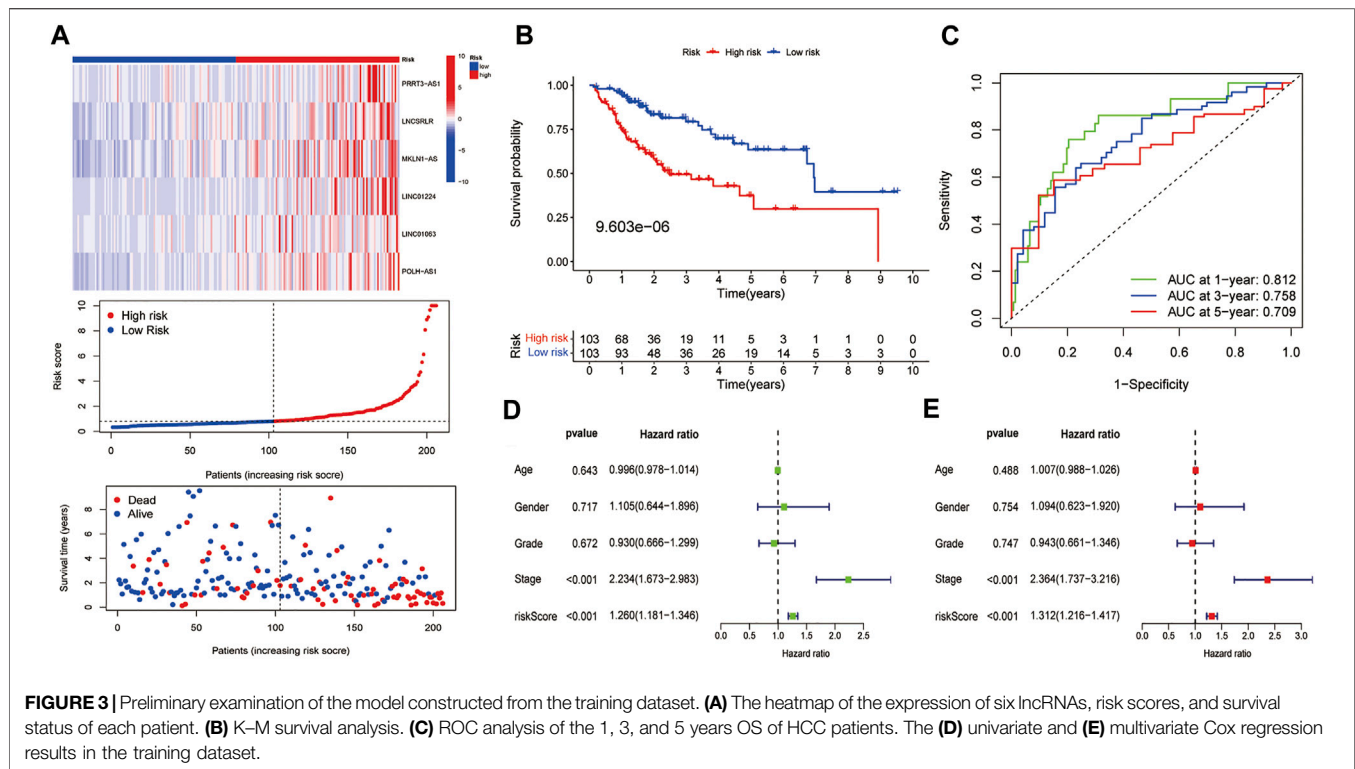 A
Risk
10
5
0
−5
−10
Risk
low
high
PRRT3-AS1
LNCSRLR
MKLN1-AS
LINC01224
LINC01063
POLH-AS1
High risk
Low Risk
Risk score
10
8
6
4
2
0
0 50 100 150 200
Patients (increasing risk socre)
Dead
Alive
Survival time (years)
8
6
4
2
0
0 50 100 150 200
Patients (increasing risk socre)
B
Risk High risk Low risk
Survival probability
1.00
0.75
0.50
0.25
0.00
9.603e−06
0 1 2 3 4 5 6 7 8 9 10
Time(years)
Risk
High risk 103 68 36 19 11 5 3 1 1 0 0
Low risk 103 93 48 36 26 19 14 5 3 3 0
0 1 2 3 4 5 6 7 8 9 10
Time(years)
C
Sensitivity
1.0
0.8
0.6
0.4
0.2
0.0
AUC at 1-year: 0.812
AUC at 3-year: 0.758
AUC at 5-year: 0.709
0.0 0.2 0.4 0.6 0.8 1.0
1-Specificity
D
pvalue Hazard ratio
Age 0.643 0.996(0.978−1.014)
Gender 0.717 1.105(0.644−1.896)
Grade 0.672 0.930(0.666−1.299)
Stage <0.001 2.234(1.673−2.983)
riskScore <0.001 1.260(1.181−1.346)
0.0 0.5 1.0 1.5 2.0 2.5
Hazard ratio
E
pvalue Hazard ratio
Age 0.488 1.007(0.988−1.026)
Gender 0.754 1.094(0.623−1.920)
Grade 0.747 0.943(0.661−1.346)
Stage <0.001 2.364(1.737−3.216)
riskScore <0.001 1.312(1.216−1.417)
0.0 0.5 1.0 1.5 2.0 2.5 3.0
Hazard ratio
FIGURE 3 | Preliminary examination of the model constructed from the training dataset. (A) The heatmap of the expression of six lncRNAs, risk scores, and survival
status of each patient. (B) K–M survival analysis. (C) ROC analysis of the 1, 3, and 5 years OS of HCC patients. The (D) univariate and (E) multivariate Cox regression
results in the training dataset.